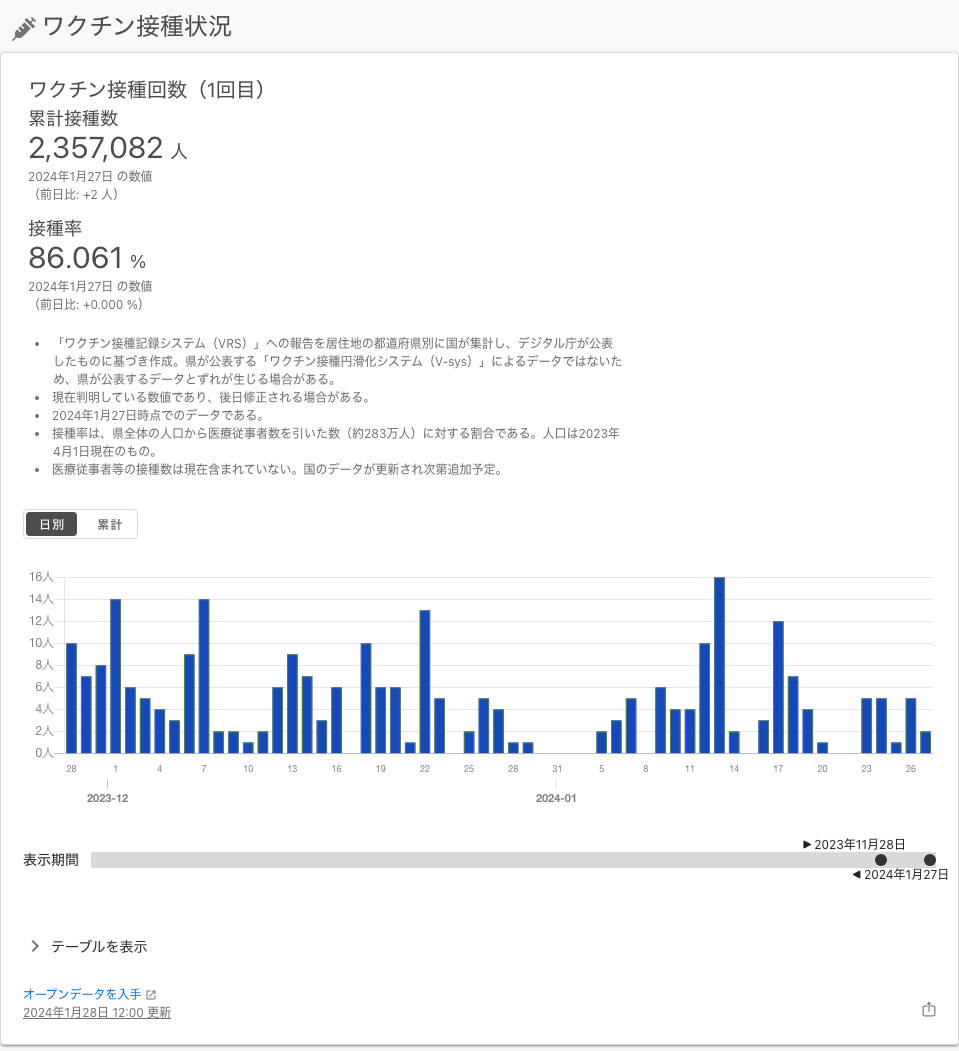 ワクチン接種状況
ワクチン接種回数（1回目）
累計接種数
2,357,082 人
2024年1月27日 の数値
（前日比: +2 人）
接種率
86.061 %
2024年1月27日 の数値
（前日比: +0.000 %）
• 「ワクチン接種記録システム（VRS）」への報告を居住地の都道府県別に国が集計し、デジタル庁が公表
したものに基づき作成。県が公表する「ワクチン接種円滑化システム（V-sys）」によるデータではないた
め、県が公表するデータとずれが生じる場合がある。
• 現在判明している数値であり、後日修正される場合がある。
• 2024年1月27日時点でのデータである。
• 接種率は、県全体の人口から医療従事者数を引いた数（約283万人）に対する割合である。人口は2023年
4月1日現在のもの。
• 医療従事者等の接種数は現在含まれていない。国のデータが更新され次第追加予定。
日別 累計
16人
14人
12人
10人
8人
6人
4人
2人
0人
28 1 4 7 10 13 16 19 22 25 28 31 5 8 11 14 17 20 23 26
2023-12 2024-01
▶ 2023年11月28日
表示期間
◀ 2024年1月27日
テーブルを表示
オープンデータを入手
2024年1月28日 12:00 更新